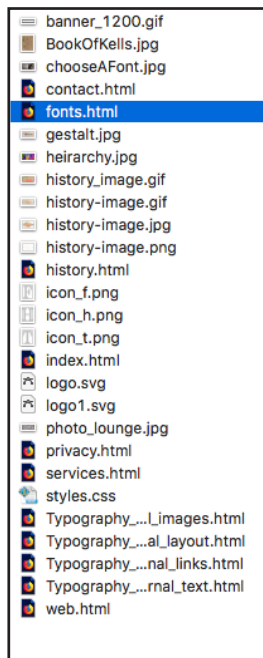 banner_1200.gif
BookOfKells.jpg
chooseAFont.jpg
contact.html
fonts.html
gestalt.jpg
heirarchy.jpg
history_image.gif
history-image.gif
history-image.jpg
history-image.png
history.html
icon_f.png
icon_h.png
icon_t.png
index.html
logo.svg
logo1.svg
photo_lounge.jpg
privacy.html
services.html
styles.css
Typography_...l_images.html
Typography_...al_layout.html
Typography_...nal_links.html
Typography_...rnal_text.html
web.html